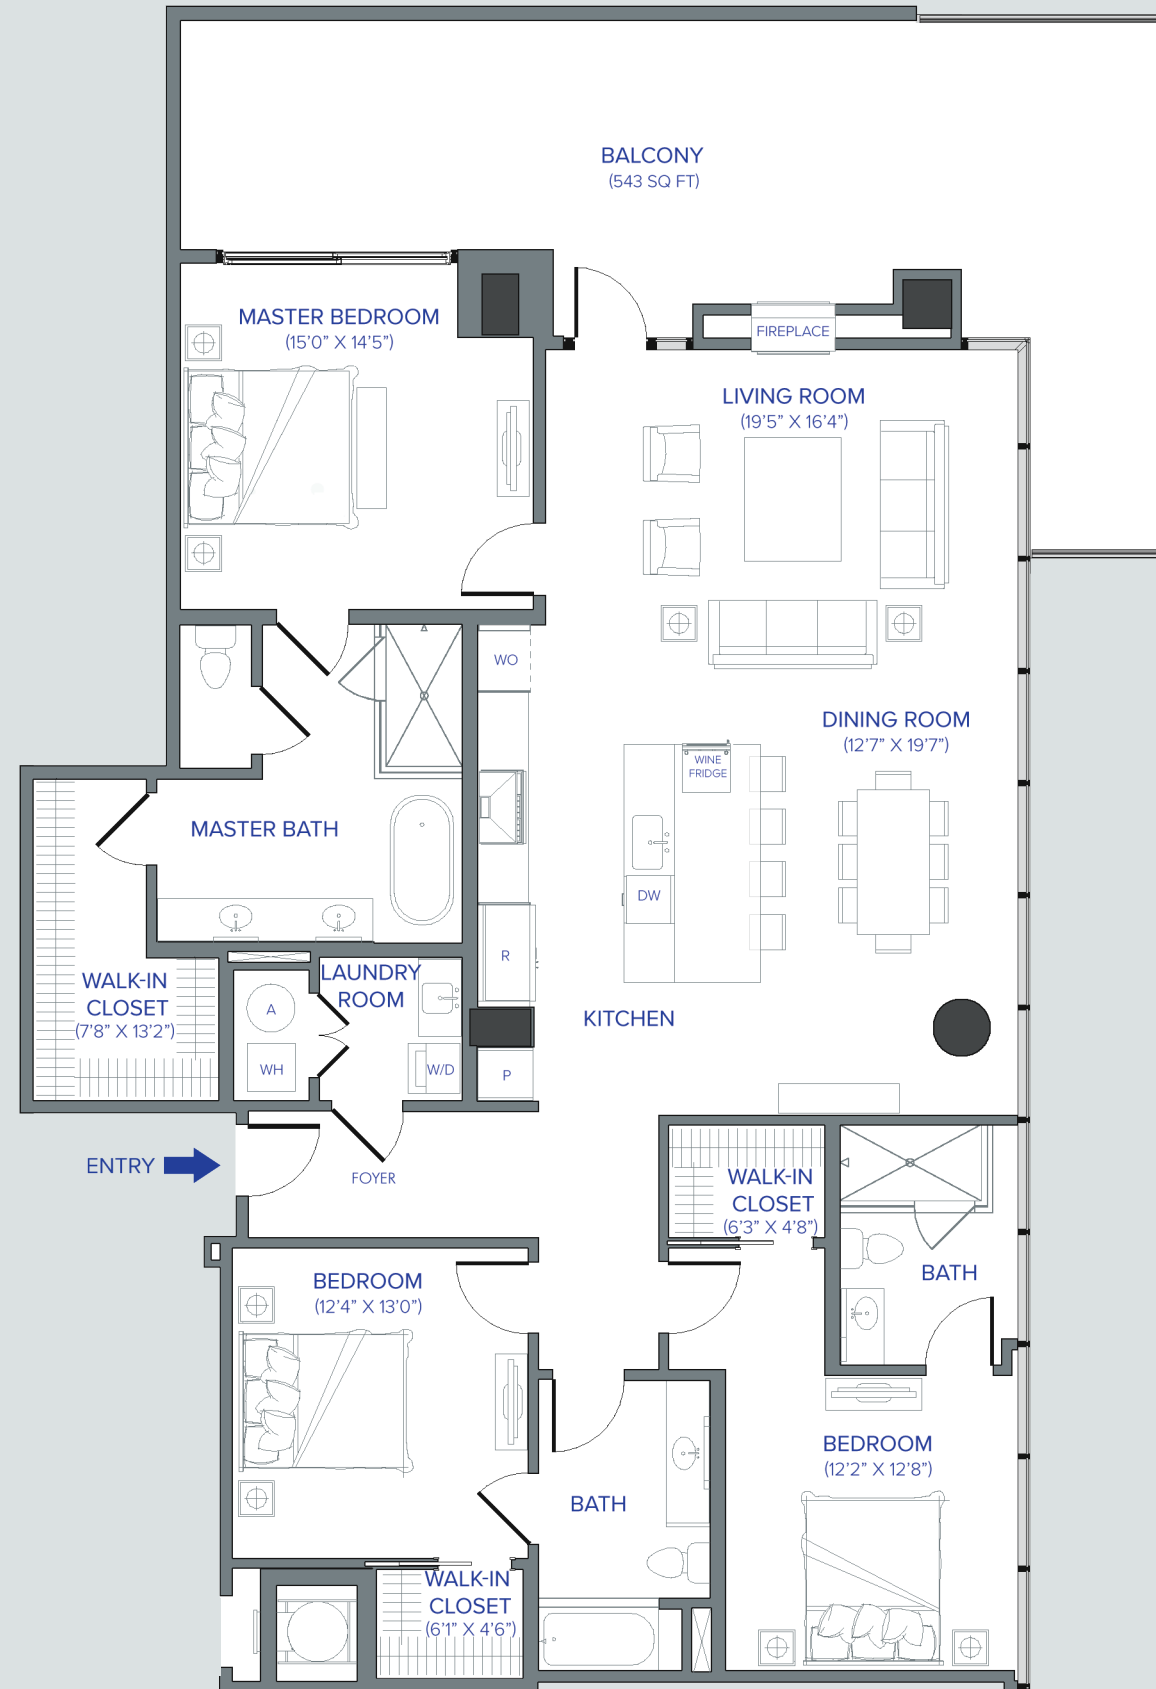 BALCONY
(543 SQ FT)
MASTER BEDROOM
(15'0" X 14'5")
FIREPLACE
LIVING ROOM
(19'5" X 16'4")
WO
DINING ROOM
(12'7" X 19'7")
WINE
FRIDGE
MASTER BATH
DW
R
WALK-IN
CLOSET
(7'8" X 13'2")
LAUNDRY
ROOM
A
WH
W/D
P
KITCHEN
ENTRY
FOYER
WALK-IN
CLOSET
(6'3" X 4'8")
BATH
BEDROOM
(12'4" X 13'0")
BEDROOM
(12'2" X 12'8")
BATH
WALK-IN
CLOSET
(6'1" X 4'6")